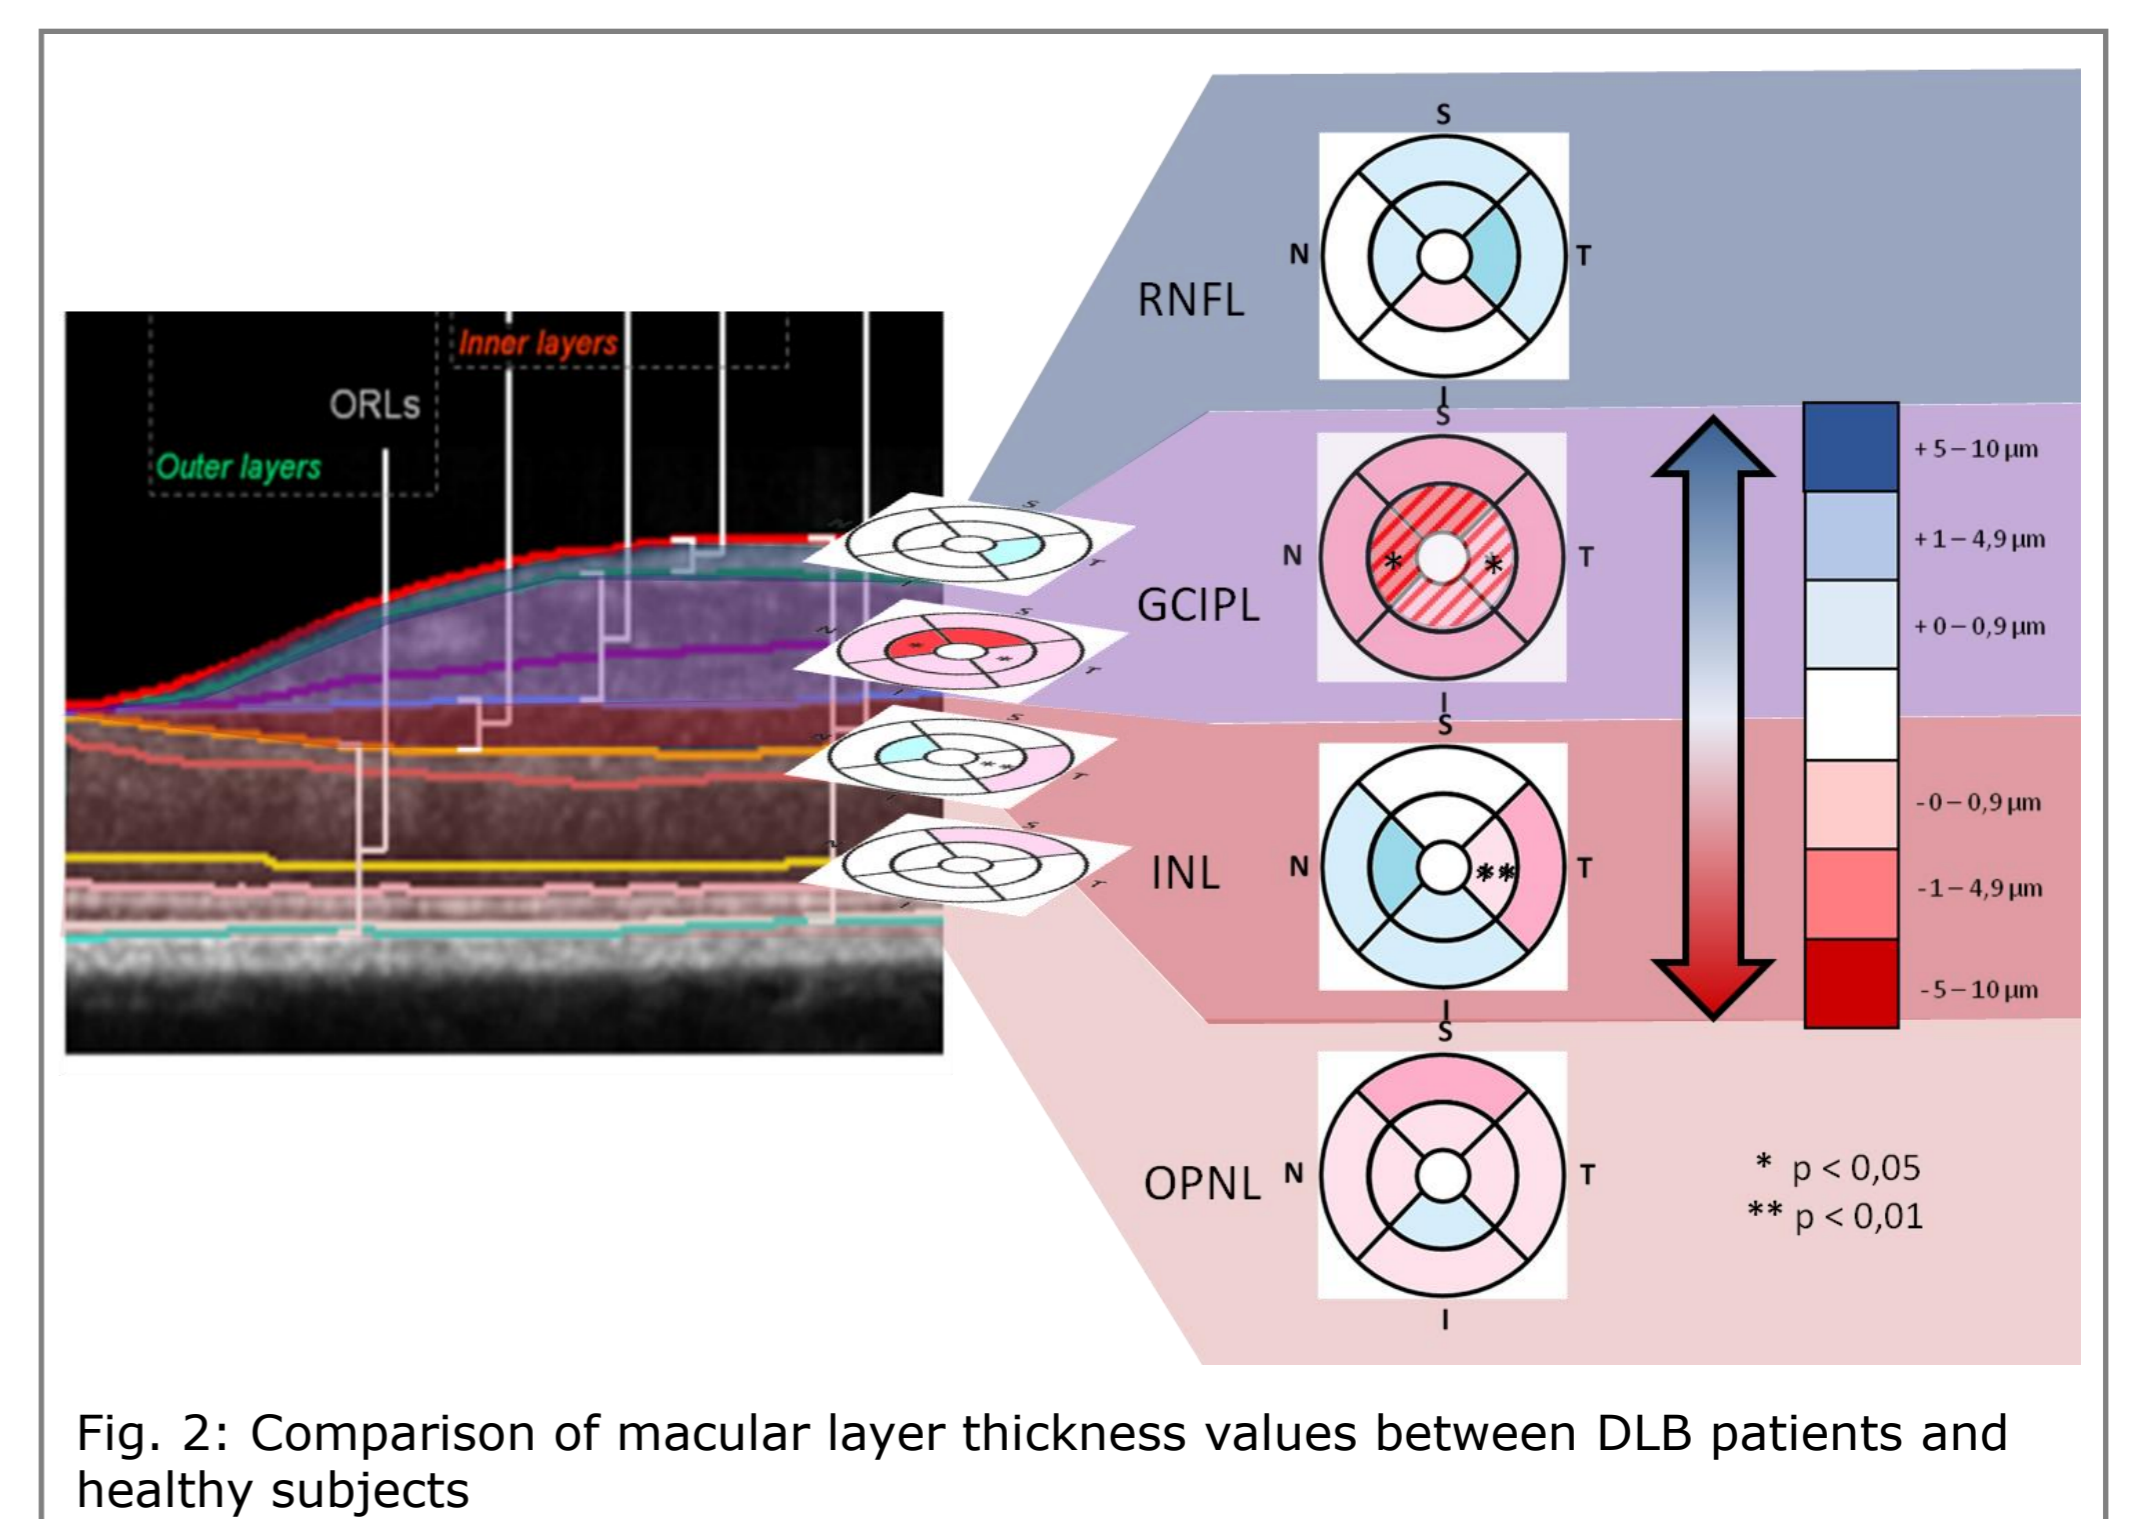 Inner layers
ORLs
Outer layers
S
N
T
RNFL
I
S
N
T
GCIPL
I
S
N
T
**
INL
I
S
N
T
OPNL
I
* *
+ 5 – 10 µm
+ 1 – 4,9 µm
+ 0 – 0,9 µm
- 0 – 0,9 µm
- 1 – 4,9 µm
- 5 – 10 µm
* p < 0,05
** p < 0,01
S
N
T
I
S
N
* *
T
I
S
N
**
T
I
S
N
T
I
Fig. 2: Comparison of macular layer thickness values between DLB patients and
healthy subjects